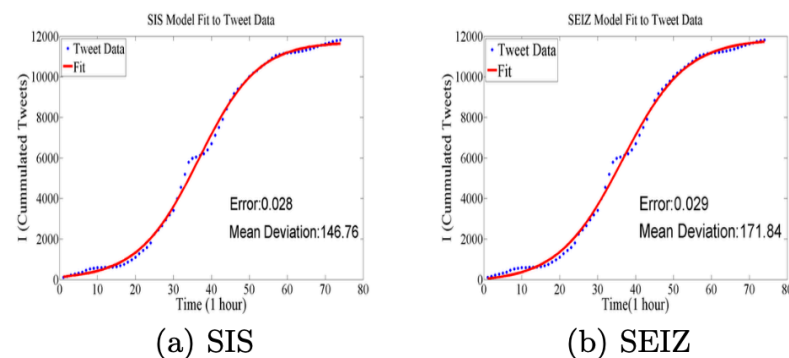 SIS Model Fit to Tweet Data
12000
10000
8000
6000
4000
2000
0
I (Cummulated Tweets)
Tweet Data
Fit
Error:0.028
Mean Deviation:146.76
0 10 20 30 40 50 60 70 80
Time (1 hour)
(a) SIS
SEIZ Model Fit to Tweet Data
12000
10000
8000
6000
4000
2000
0
I (Cummulated Tweets)
Tweet Data
Fit
Error:0.029
Mean Deviation:171.84
0 10 20 30 40 50 60 70 80
Time(1 hour)
(b) SEIZ